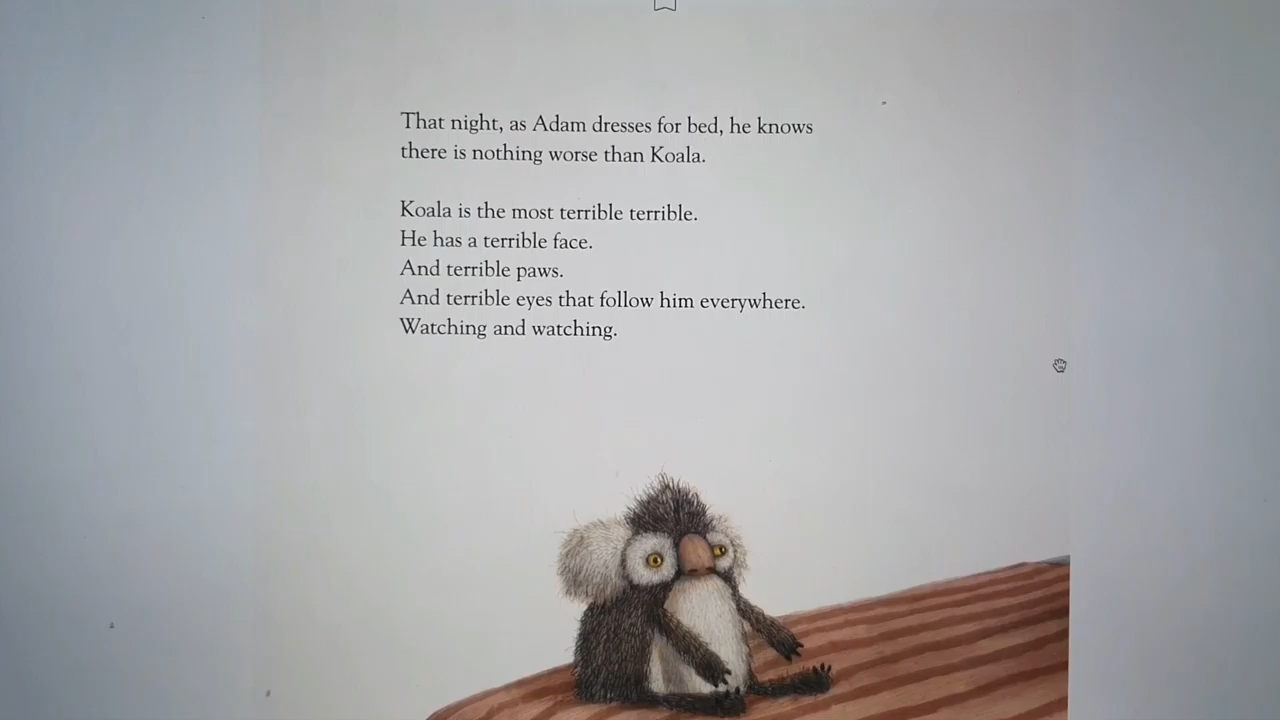 That night, as Adam dresses for bed, he knows
there is nothing worse than Koala.
Koala is the most terrible terrible.
He has a terrible face.
And terrible paws.
And terrible eyes that follow him everywhere.
Watching and watching.